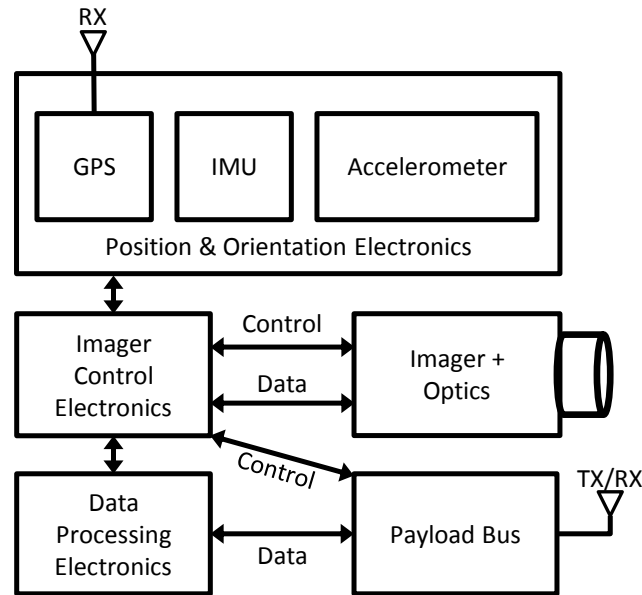 RX
GPS
IMU
Accelerometer
Position & Orientation Electronics
Imager
Control
Electronics
Control
Data
Imager +
Optics
Control
Data
Processing
Electronics
Data
Payload Bus
TX/RX